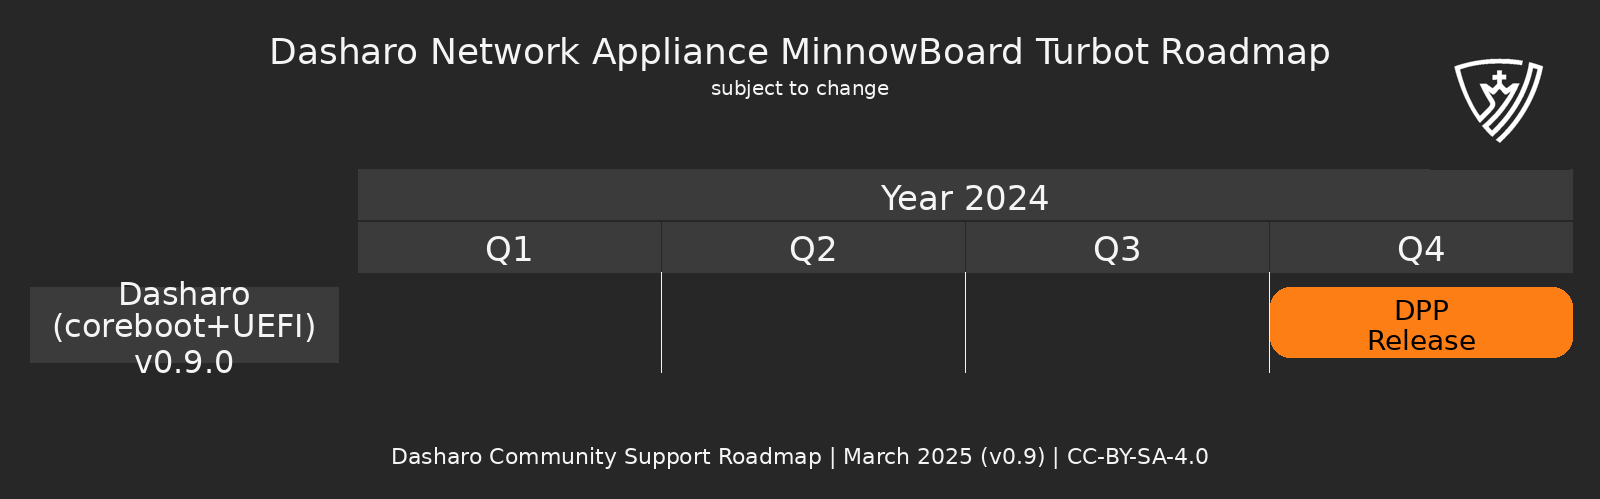 Dasharo Network Appliance MinnowBoard Turbot Roadmap
subject to change
Year 2024
Q1 Q2 Q3 Q4
Dasharo
(coreboot+UEFI)
v0.9.0
DPP
Release
Dasharo Community Support Roadmap | March 2025 (v0.9) | CC-BY-SA-4.0